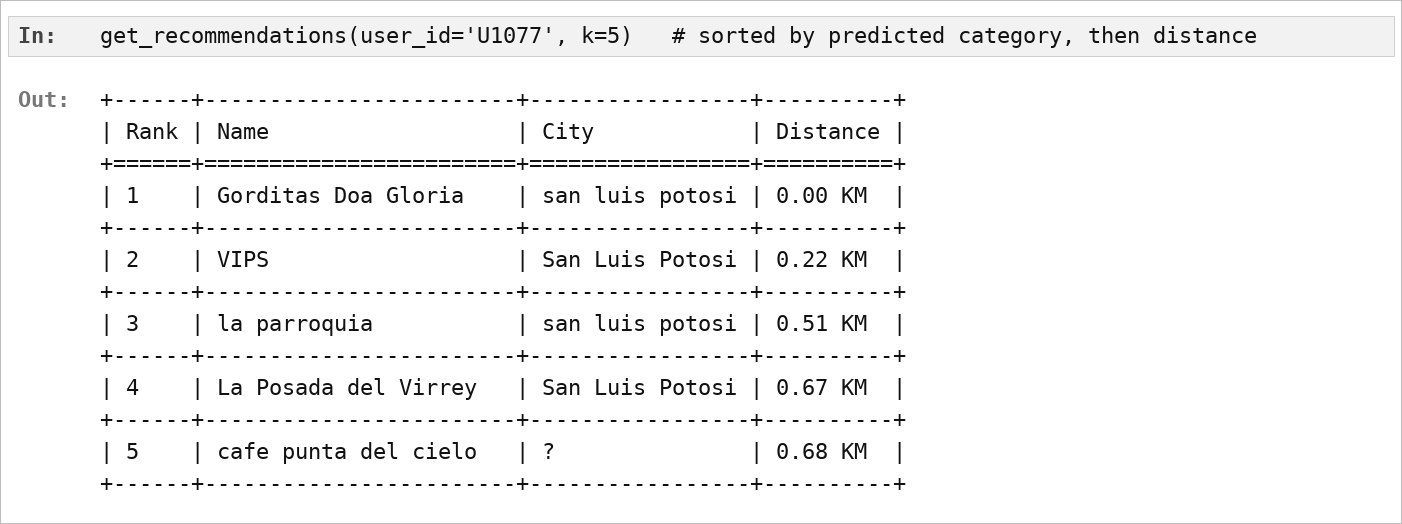 In: get_recommendations(user_id='U1077', k=5)   # sorted by predicted category, then distance
Out: +------+------------------------+-----------------+----------+
| Rank | Name                   | City            | Distance |
+======+========================+=================+==========+
| 1    | Gorditas Doa Gloria    | san luis potosi | 0.00 KM  |
+------+------------------------+-----------------+----------+
| 2    | VIPS                   | San Luis Potosi | 0.22 KM  |
+------+------------------------+-----------------+----------+
| 3    | la parroquia           | san luis potosi | 0.51 KM  |
+------+------------------------+-----------------+----------+
| 4    | La Posada del Virrey   | San Luis Potosi | 0.67 KM  |
+------+------------------------+-----------------+----------+
| 5    | cafe punta del cielo   | ?               | 0.68 KM  |
+------+------------------------+-----------------+----------+